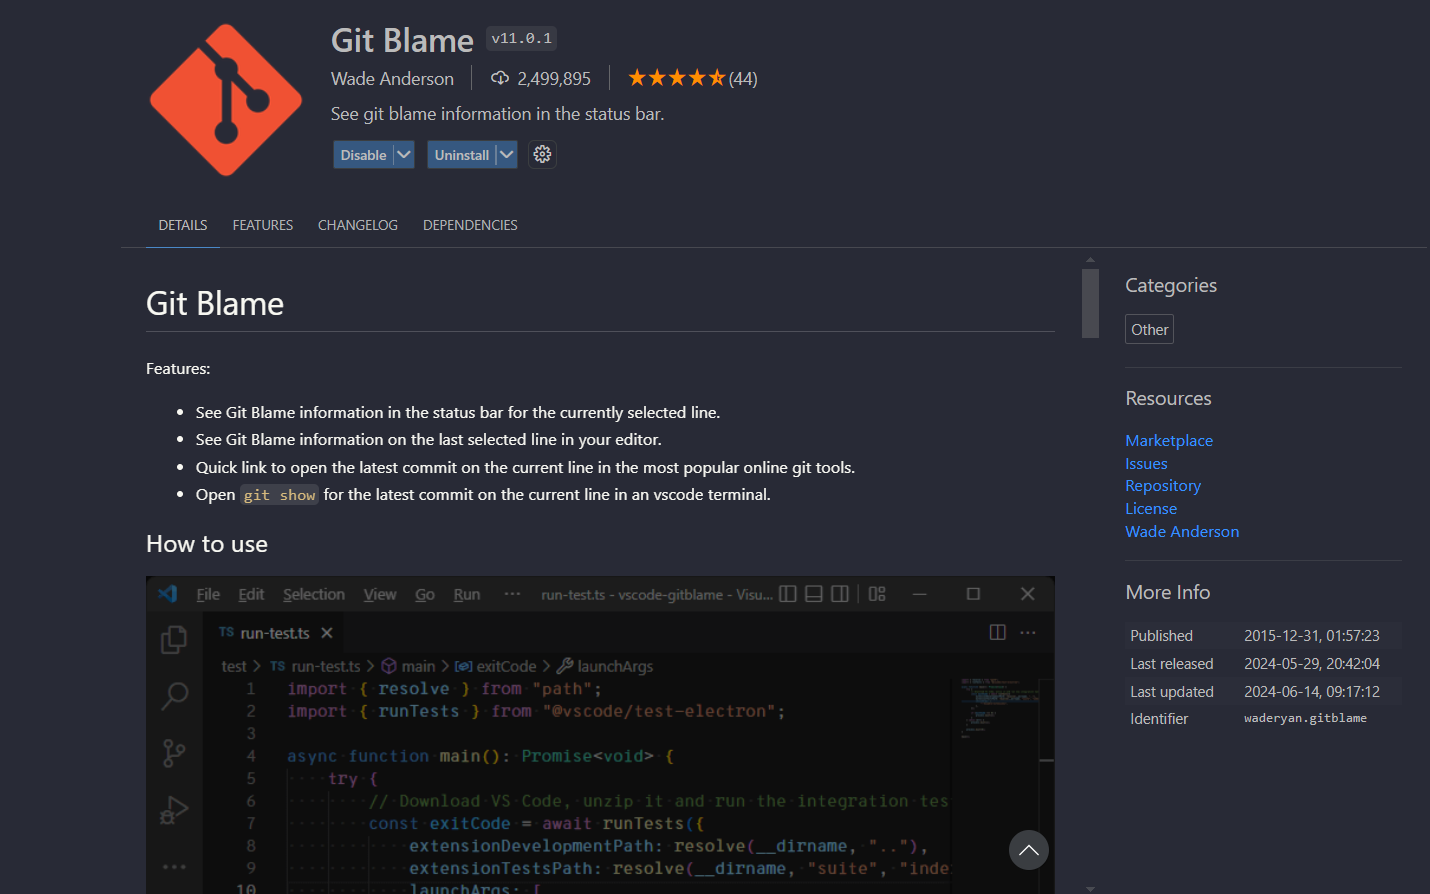 Git Blame v11.0.1
Wade Anderson 2,499,895 (44)
See git blame information in the status bar.
Disable Uninstall
DETAILS FEATURES CHANGELOG DEPENDENCIES
Git Blame
Features:
See Git Blame information in the status bar for the currently selected line.
See Git Blame information on the last selected line in your editor.
Quick link to open the latest commit on the current line in the most popular online git tools.
Open git show for the latest commit on the current line in an vscode terminal.
How to use
File Edit Selection View Go Run ··· run-test.ts - vscode-gitblame - Visu...
TS run-test.ts
test > TS run-test.ts > main > exitCode > launchArgs
1 import { resolve } from "path";
2 import { runTests } from "@vscode/test-electron";
3
4 async function main(): Promise<void> {
5 try {
6 // Download VS Code, unzip it and run the integration tes
7 const exitCode = await runTests({
8 extensionDevelopmentPath: resolve(__dirname, ".."),
9 extensionTestsPath: resolve(__dirname, "suite", "inde
10 launchArgs: [
Categories
Other
Resources
Marketplace
Issues
Repository
License
Wade Anderson
More Info
Published 2015-12-31, 01:57:23
Last released 2024-05-29, 20:42:04
Last updated 2024-06-14, 09:17:12
Identifier waderyan.gitblame